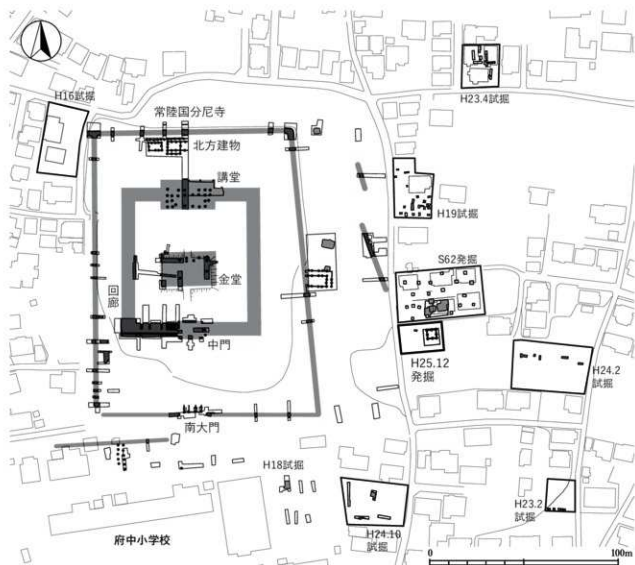 H16試掘
常陸国分尼寺
北方建物
講堂
H23.4試掘
H19試掘
S62発掘
金堂
回廊
中門
H25.12
発掘
H24.2
試掘
南大門
H18試掘
H23.2
試掘
H24.10
試掘
府中小学校
0
100m